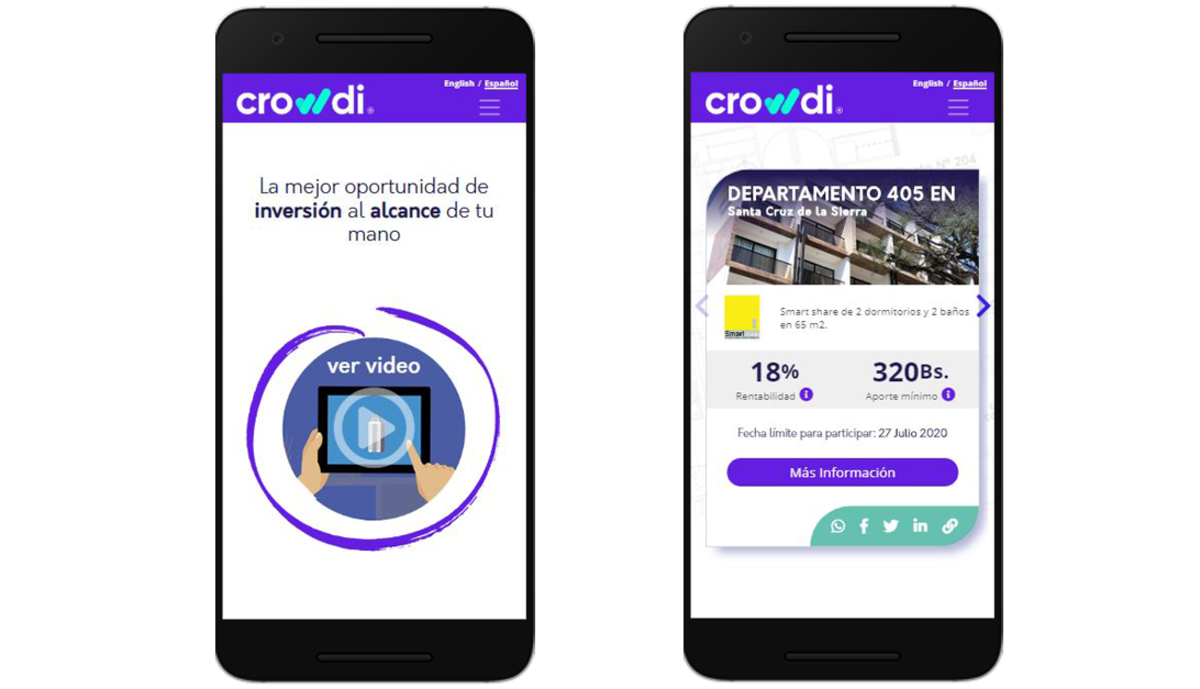 English / Español
crowdi
La mejor oportunidad de
inversión al alcance de tu
mano
ver video
English / Español
crowdi
Nº 204
DEPARTAMENTO 405 EN
Santa Cruz de la Sierra
Smart
Smart share de 2 dormitorios y 2 baños
en 65 m2.
18% 320Bs.
Rentabilidad i Aporte mínimo i
Fecha límite para participar: 27 Julio 2020
Más Información